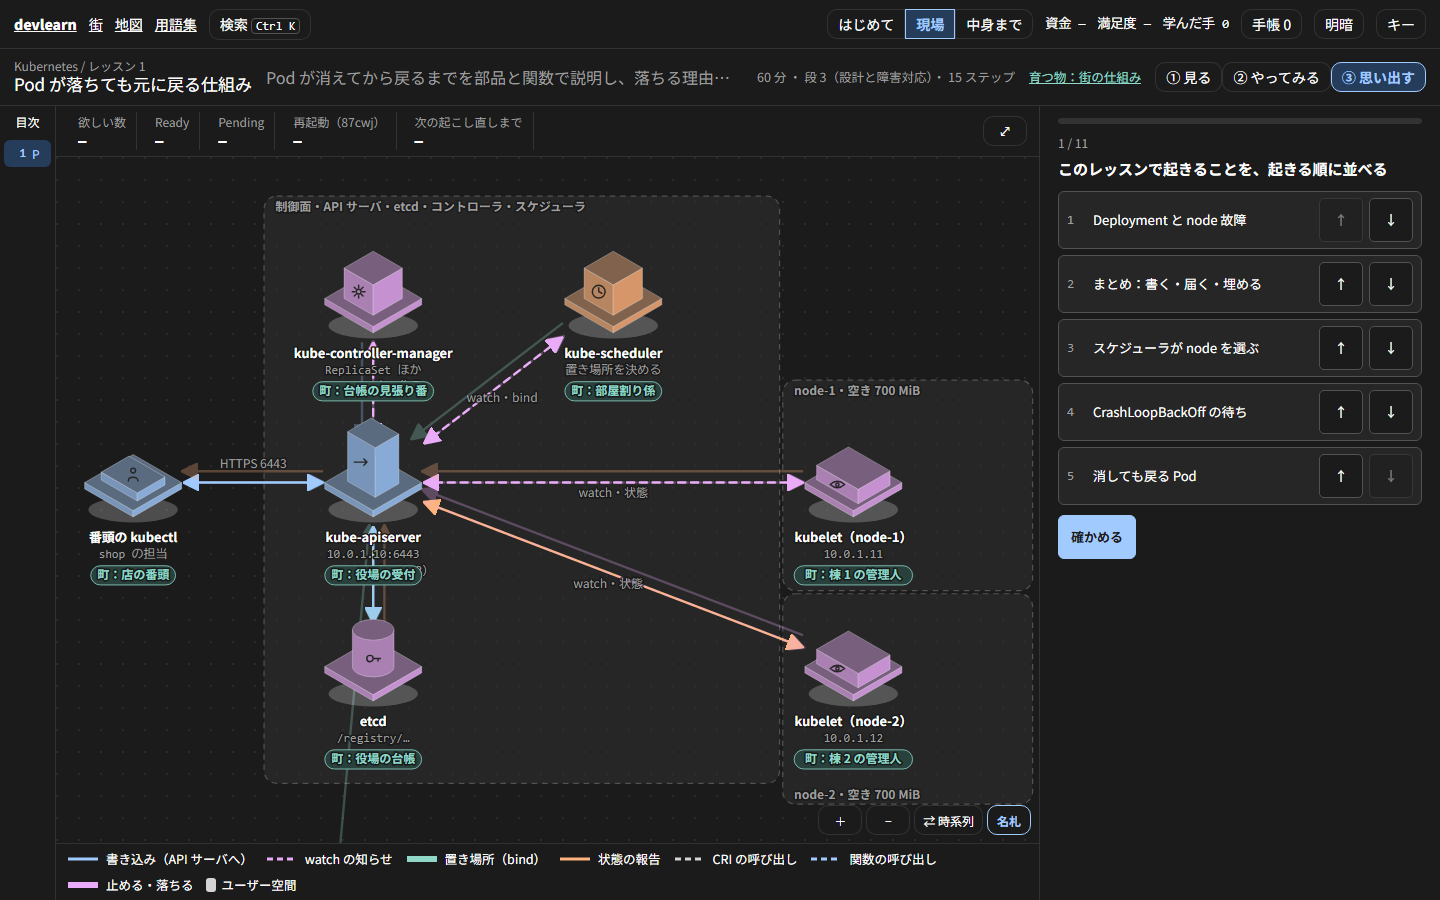 devlearn 街 地図 用語集 検索 Ctrl K はじめて 現場 中身まで 資金 — 満足度 — 学んだ手 0 手帳 0 明暗 キー
Kubernetes / レッスン 1
Pod が落ちても元に戻る仕組み Pod が消えてから戻るまでを部品と関数で説明し、落ちる理由… 60 分 ・ 段 3（設計と障害対応）・ 15 ステップ 育つ物：街の仕組み ① 見る ② やってみる ③ 思い出す
目次
1 P
欲しい数 Ready Pending 再起動（87cwj） 次の起こし直しまで
— — — — —
⤢
制御面・API サーバ・etcd・コントローラ・スケジューラ
kube-controller-manager
ReplicaSet ほか
町：台帳の見張り番
kube-scheduler
置き場所を決める
町：部屋割り係
watch・bind
node-1・空き 700 MiB
HTTPS 6443
watch・状態
番頭の kubectl
shop の担当
町：店の番頭
kube-apiserver
10.0.1.10:6443
町：役場の受付
kubelet（node-1）
10.0.1.11
町：棟 1 の管理人
watch・状態
etcd
/registry/…
町：役場の台帳
kubelet（node-2）
10.0.1.12
町：棟 2 の管理人
node-2・空き 700 MiB
＋ － ⇄ 時系列 名札
書き込み（API サーバへ） watch の知らせ 置き場所（bind） 状態の報告 CRI の呼び出し 関数の呼び出し
止める・落ちる ユーザー空間
1 / 11
このレッスンで起きることを、起きる順に並べる
1 Deployment と node 故障 ↑ ↓
2 まとめ：書く・届く・埋める ↑ ↓
3 スケジューラが node を選ぶ ↑ ↓
4 CrashLoopBackOff の待ち ↑ ↓
5 消しても戻る Pod ↑ ↓
確かめる